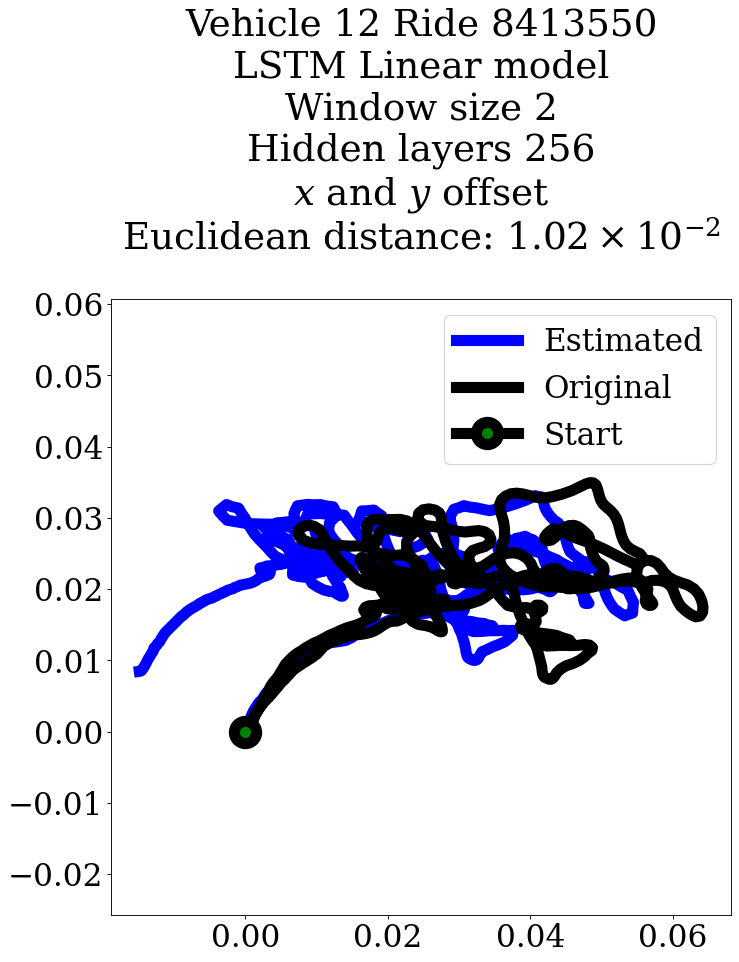 Vehicle 12 Ride 8413550
LSTM Linear model
Window size 2
Hidden layers 256
x and y offset
Euclidean distance: 1.02 × 10⁻²
0.06
0.05
0.04
0.03
0.02
0.01
0.00
−0.01
−0.02
Estimated
Original
Start
0.00 0.02 0.04 0.06